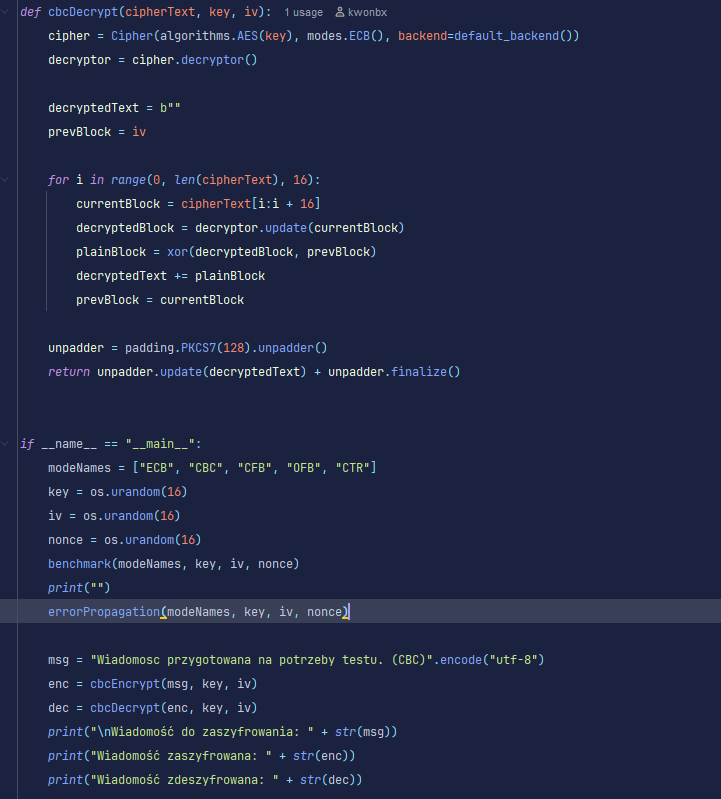 def cbcDecrypt(cipherText, key, iv): 1 usage kwonbx
    cipher = Cipher(algorithms.AES(key), modes.ECB(), backend=default_backend())
    decryptor = cipher.decryptor()

    decryptedText = b""
    prevBlock = iv

    for i in range(0, len(cipherText), 16):
        currentBlock = cipherText[i:i + 16]
        decryptedBlock = decryptor.update(currentBlock)
        plainBlock = xor(decryptedBlock, prevBlock)
        decryptedText += plainBlock
        prevBlock = currentBlock

    unpadder = padding.PKCS7(128).unpadder()
    return unpadder.update(decryptedText) + unpadder.finalize()


if __name__ == "__main__":
    modeNames = ["ECB", "CBC", "CFB", "OFB", "CTR"]
    key = os.urandom(16)
    iv = os.urandom(16)
    nonce = os.urandom(16)
    benchmark(modeNames, key, iv, nonce)
    print("")
    errorPropagation(modeNames, key, iv, nonce)

    msg = "Wiadomosc przygotowana na potrzeby testu. (CBC)".encode("utf-8")
    enc = cbcEncrypt(msg, key, iv)
    dec = cbcDecrypt(enc, key, iv)
    print("\nWiadomość do zaszyfrowania: " + str(msg))
    print("Wiadomość zaszyfrowana: " + str(enc))
    print("Wiadomość zdeszyfrowana: " + str(dec))